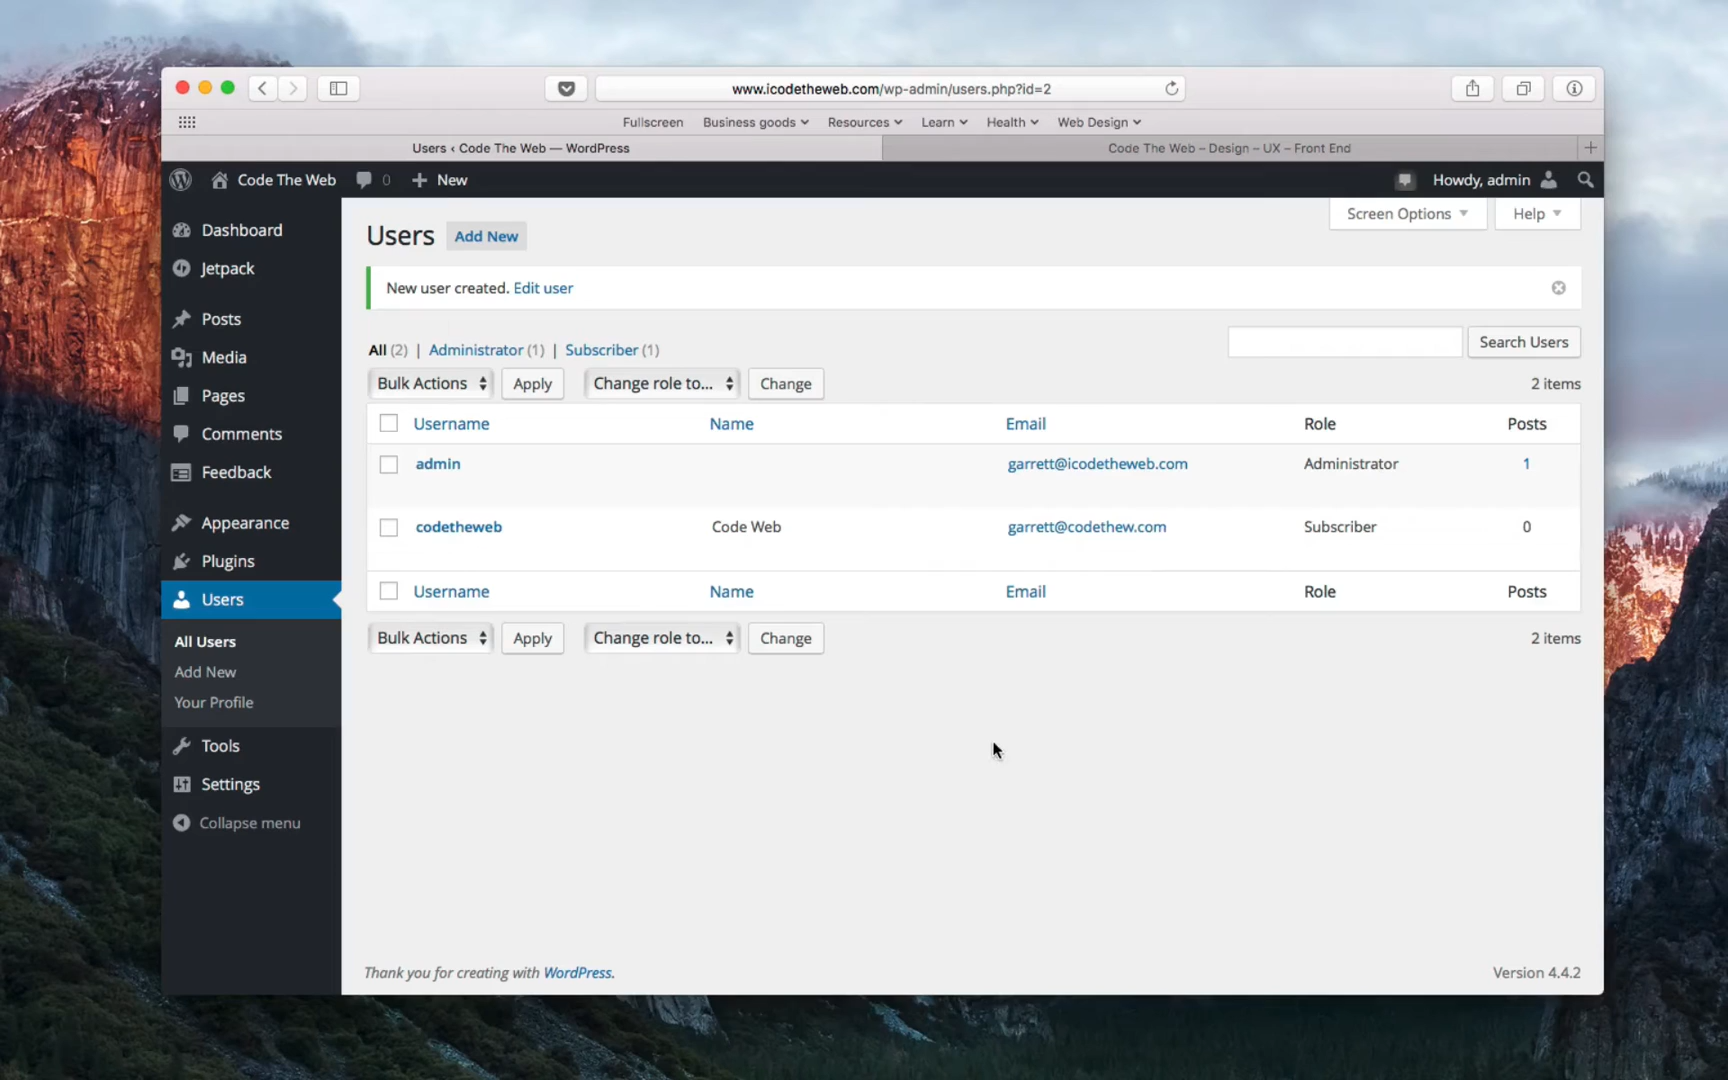 www.icodetheweb.com/wp-admin/users.php?id=2
Fullscreen Business goods Resources Learn Health Web Design
Users ‹ Code The Web — WordPress Code The Web – Design – UX – Front End
Code The Web 0 New Howdy, admin
Screen Options Help
Dashboard
Jetpack
Posts
Media
Pages
Comments
Feedback
Appearance
Plugins
Users
All Users
Add New
Your Profile
Tools
Settings
Collapse menu
Users Add New
New user created. Edit user
All (2) | Administrator (1) | Subscriber (1)
Search Users
Bulk Actions Apply Change role to... Change 2 items
Username Name Email Role Posts
admin garrett@icodetheweb.com Administrator 1
codetheweb Code Web garrett@codethew.com Subscriber 0
Username Name Email Role Posts
Bulk Actions Apply Change role to... Change 2 items
Thank you for creating with WordPress. Version 4.4.2